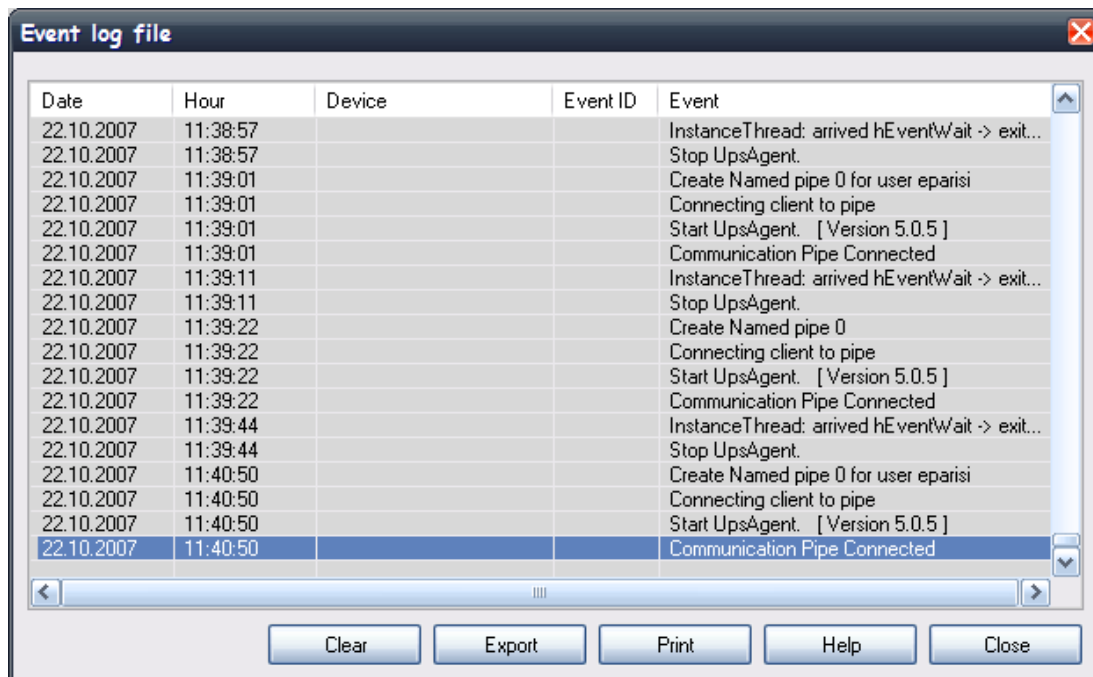 Event log file
Date Hour Device Event ID Event
22.10.2007 11:38:57 InstanceThread: arrived hEventWait -> exit...
22.10.2007 11:38:57 Stop UpsAgent.
22.10.2007 11:39:01 Create Named pipe 0 for user eparisi
22.10.2007 11:39:01 Connecting client to pipe
22.10.2007 11:39:01 Start UpsAgent. [ Version 5.0.5 ]
22.10.2007 11:39:01 Communication Pipe Connected
22.10.2007 11:39:11 InstanceThread: arrived hEventWait -> exit...
22.10.2007 11:39:11 Stop UpsAgent.
22.10.2007 11:39:22 Create Named pipe 0
22.10.2007 11:39:22 Connecting client to pipe
22.10.2007 11:39:22 Start UpsAgent. [ Version 5.0.5 ]
22.10.2007 11:39:22 Communication Pipe Connected
22.10.2007 11:39:44 InstanceThread: arrived hEventWait -> exit...
22.10.2007 11:39:44 Stop UpsAgent.
22.10.2007 11:40:50 Create Named pipe 0 for user eparisi
22.10.2007 11:40:50 Connecting client to pipe
22.10.2007 11:40:50 Start UpsAgent. [ Version 5.0.5 ]
22.10.2007 11:40:50 Communication Pipe Connected
Clear Export Print Help Close